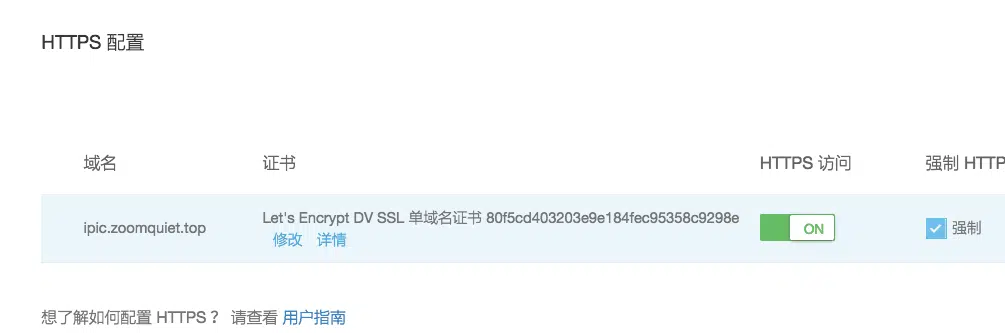 HTTPS 配置
域名 证书 HTTPS 访问 强制 HTTP
Let's Encrypt DV SSL 单域名证书 80f5cd403203e9e184fec95358c9298e
ipic.zoomquiet.top ON 强制
修改 详情
想了解如何配置 HTTPS？ 请查看 用户指南